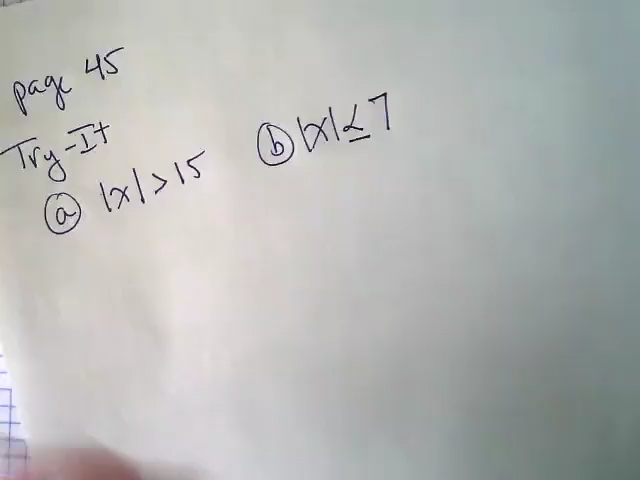 page 45
Try-It
ⓐ |x| > 15 ⓑ |x| ≤ 7